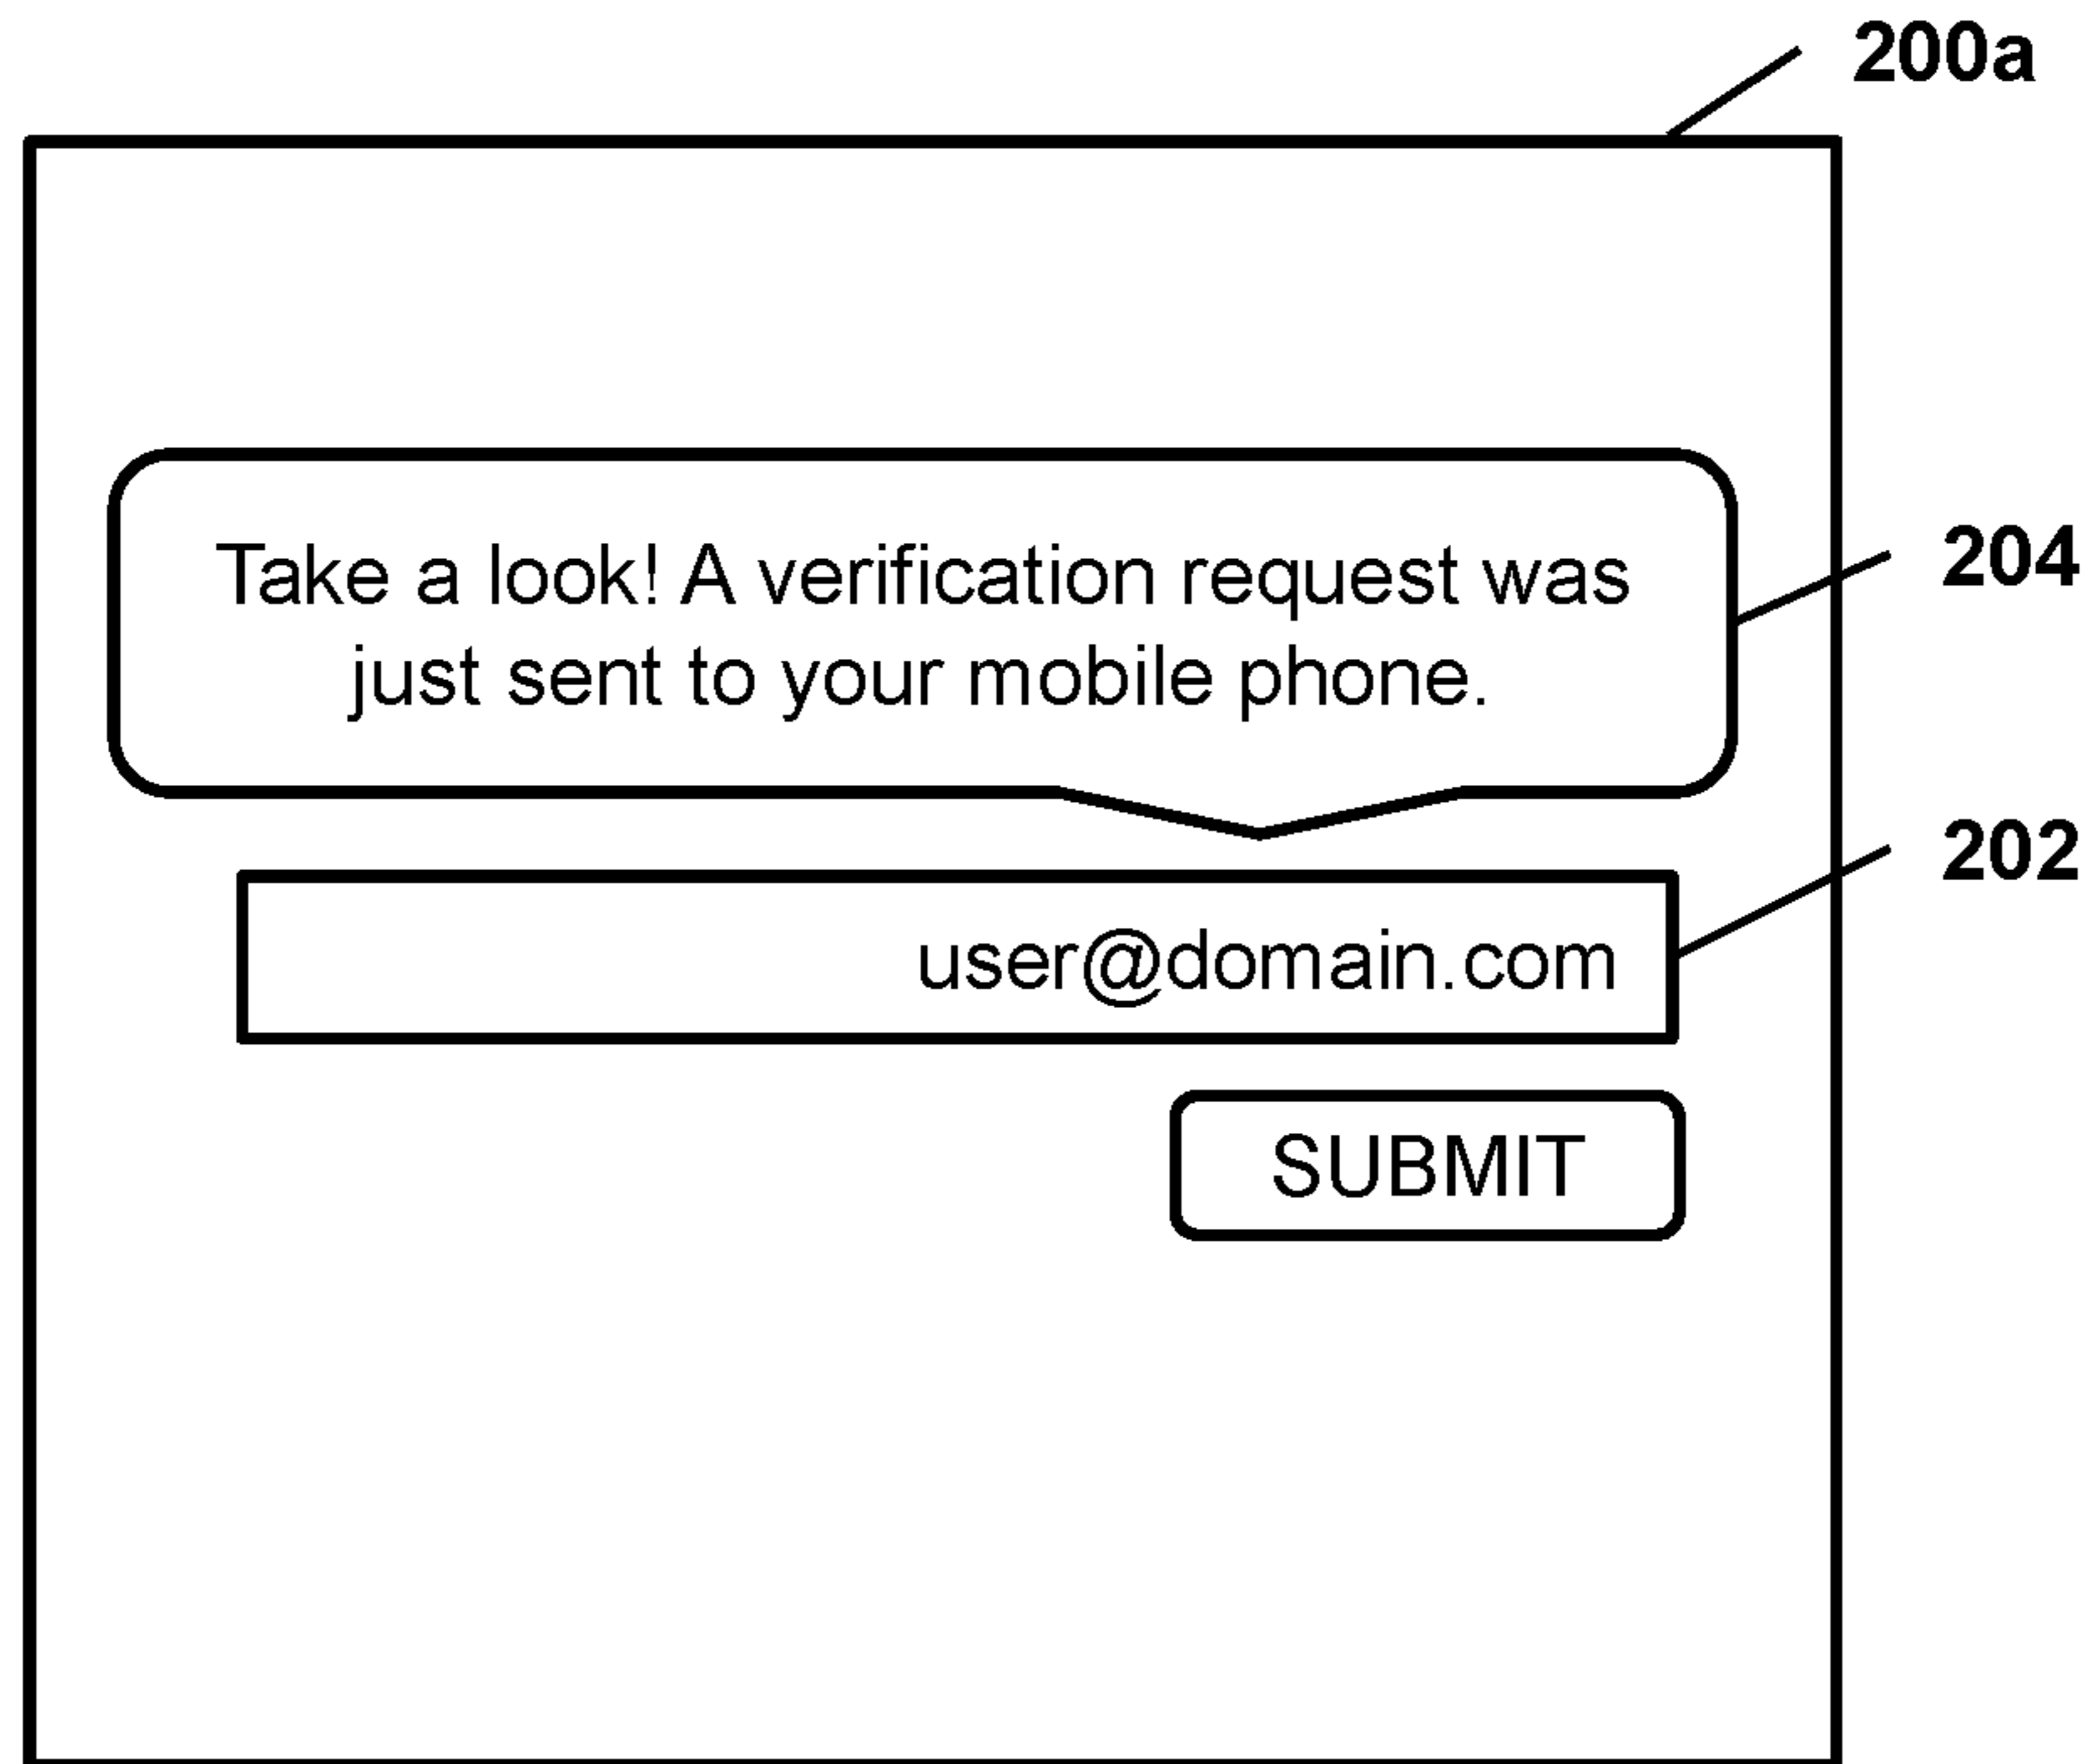 200a
Take a look! A verification request was
just sent to your mobile phone.
204
202
user@domain.com
SUBMIT